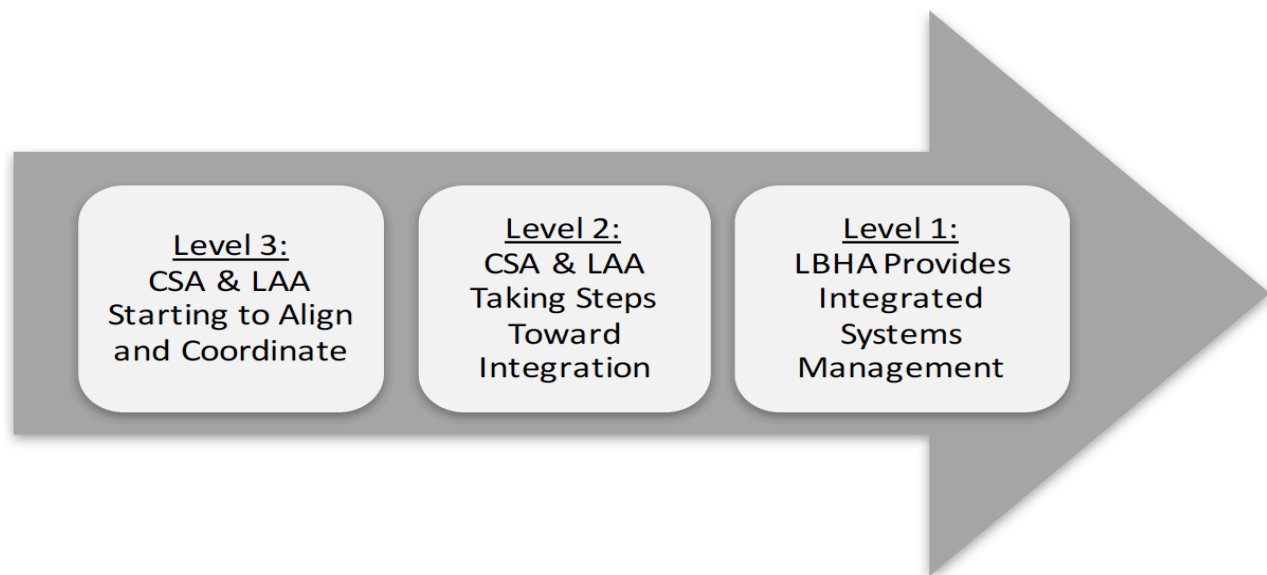 Level 3:
CSA & LAA
Starting to Align
and Coordinate
Level 2:
CSA & LAA
Taking Steps
Toward
Integration
Level 1:
LBHA Provides
Integrated
Systems
Management